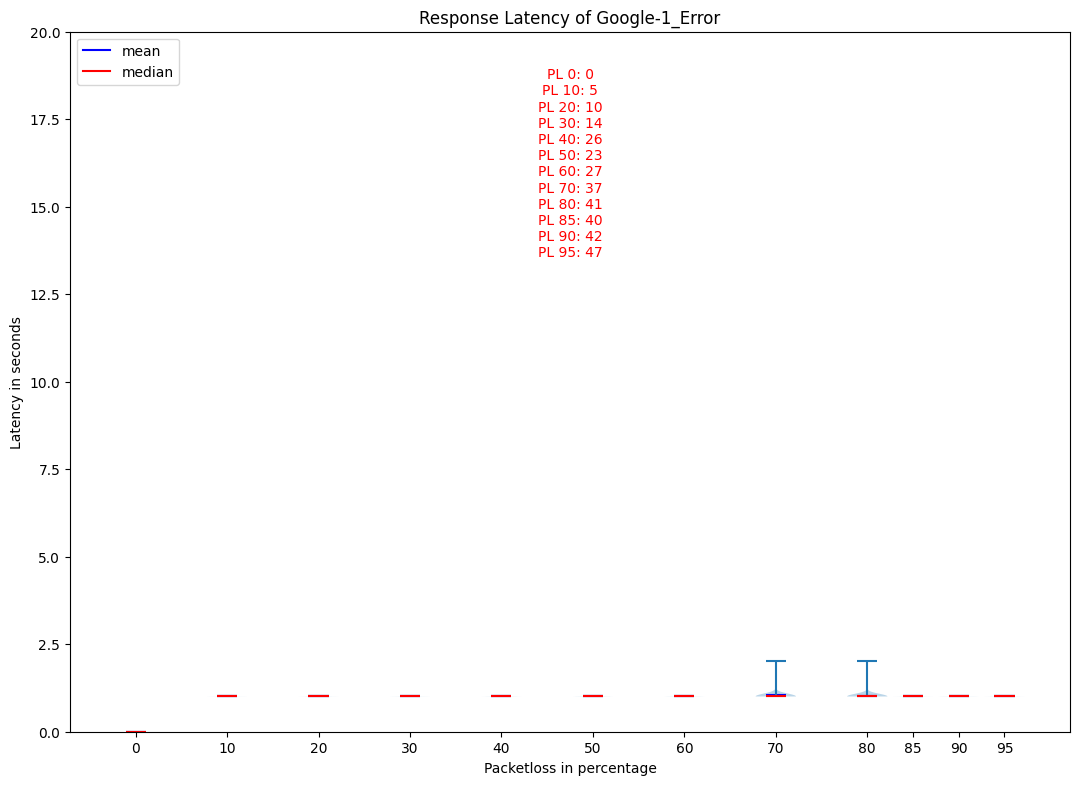 Response Latency of Google-1_Error
mean
median
PL 0: 0
PL 10: 5
PL 20: 10
PL 30: 14
PL 40: 26
PL 50: 23
PL 60: 27
PL 70: 37
PL 80: 41
PL 85: 40
PL 90: 42
PL 95: 47
Latency in seconds
20.0
17.5
15.0
12.5
10.0
7.5
5.0
2.5
0.0
0 10 20 30 40 50 60 70 80 85 90 95
Packetloss in percentage